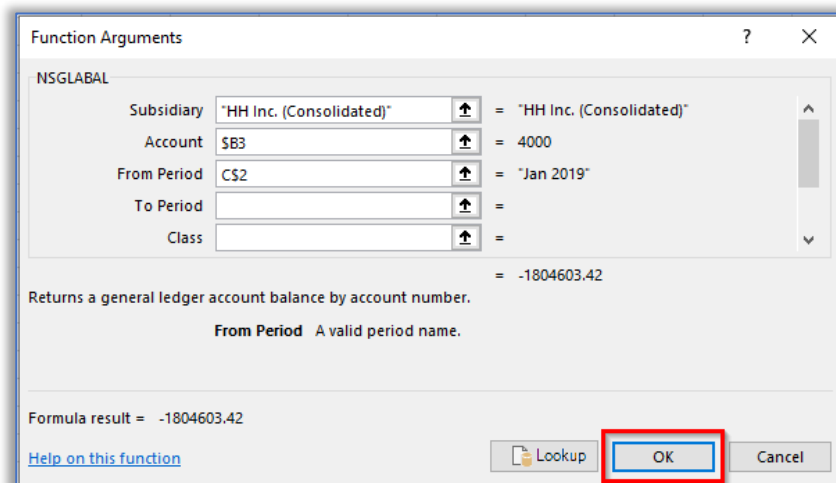 Function Arguments ? ×
NSGLABAL
Subsidiary "HH Inc. (Consolidated)" = "HH Inc. (Consolidated)"
Account $B3 = 4000
From Period C$2 = "Jan 2019"
To Period =
Class =
= -1804603.42
Returns a general ledger account balance by account number.
From Period A valid period name.
Formula result = -1804603.42
Help on this function Lookup OK Cancel